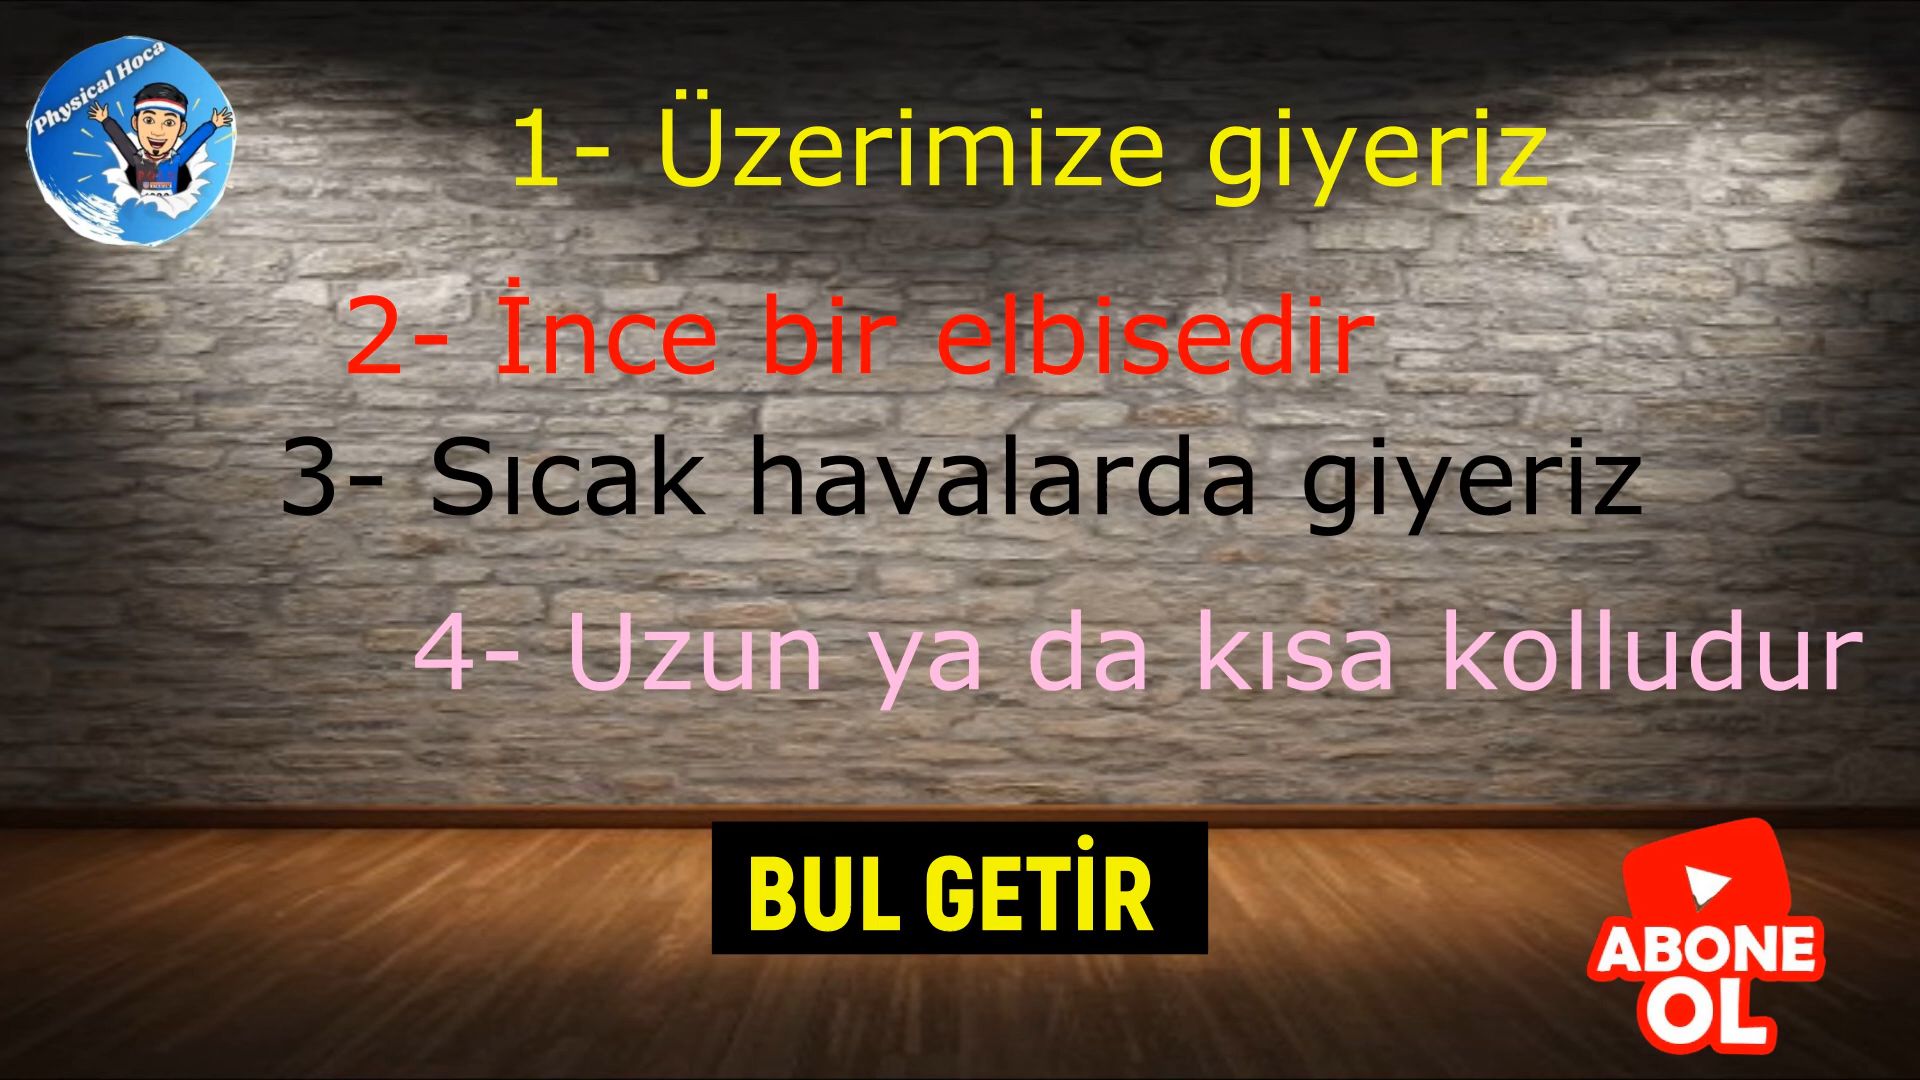 Physical Hoca
1- Üzerimize giyeriz
2- İnce bir elbisedir
3- Sıcak havalarda giyeriz
4- Uzun ya da kısa kolludur
BUL GETİR
ABONE
OL